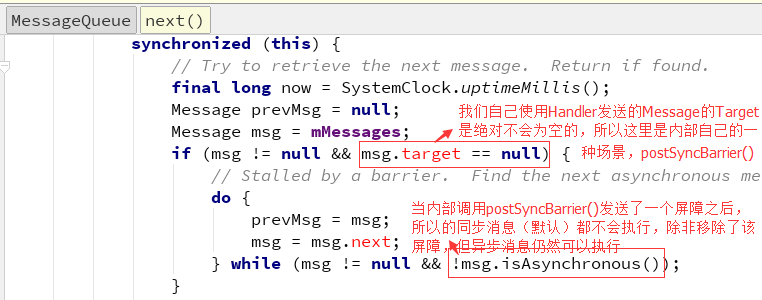 MessageQueue next()
synchronized (this) {
// Try to retrieve the next message.  Return if found.
final long now = SystemClock.uptimeMillis();
Message prevMsg = null;
Message msg = mMessages;
if (msg != null && msg.target == null) {
// Stalled by a barrier.  Find the next asynchronous me
do {
prevMsg = msg;
msg = msg.next;
} while (msg != null && !msg.isAsynchronous());
}
我们自己使用Handler发送的Message的Target
是绝对不会为空的，所以这里是内部自己的一
种场景，postSyncBarrier()
当内部调用postSyncBarrier()发送了一个屏障之后，
所以的同步消息（默认）都不会执行，除非移除了该
屏障，但异步消息仍然可以执行